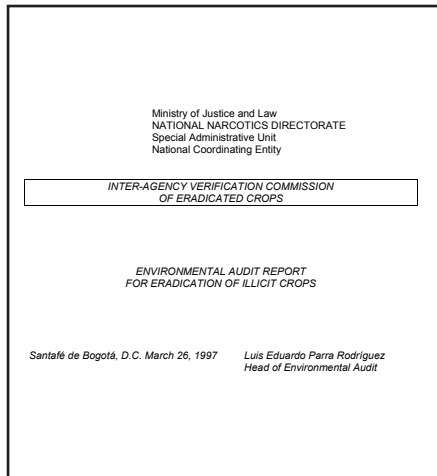 Ministry of Justice and Law
NATIONAL NARCOTICS DIRECTORATE
Special Administrative Unit
National Coordinating Entity
INTER-AGENCY VERIFICATION COMMISSION
OF ERADICATED CROPS
ENVIRONMENTAL AUDIT REPORT
FOR ERADICATION OF ILLICIT CROPS
Santafé de Bogotá, D.C. March 26, 1997
Luis Eduardo Parra Rodríguez
Head of Environmental Audit